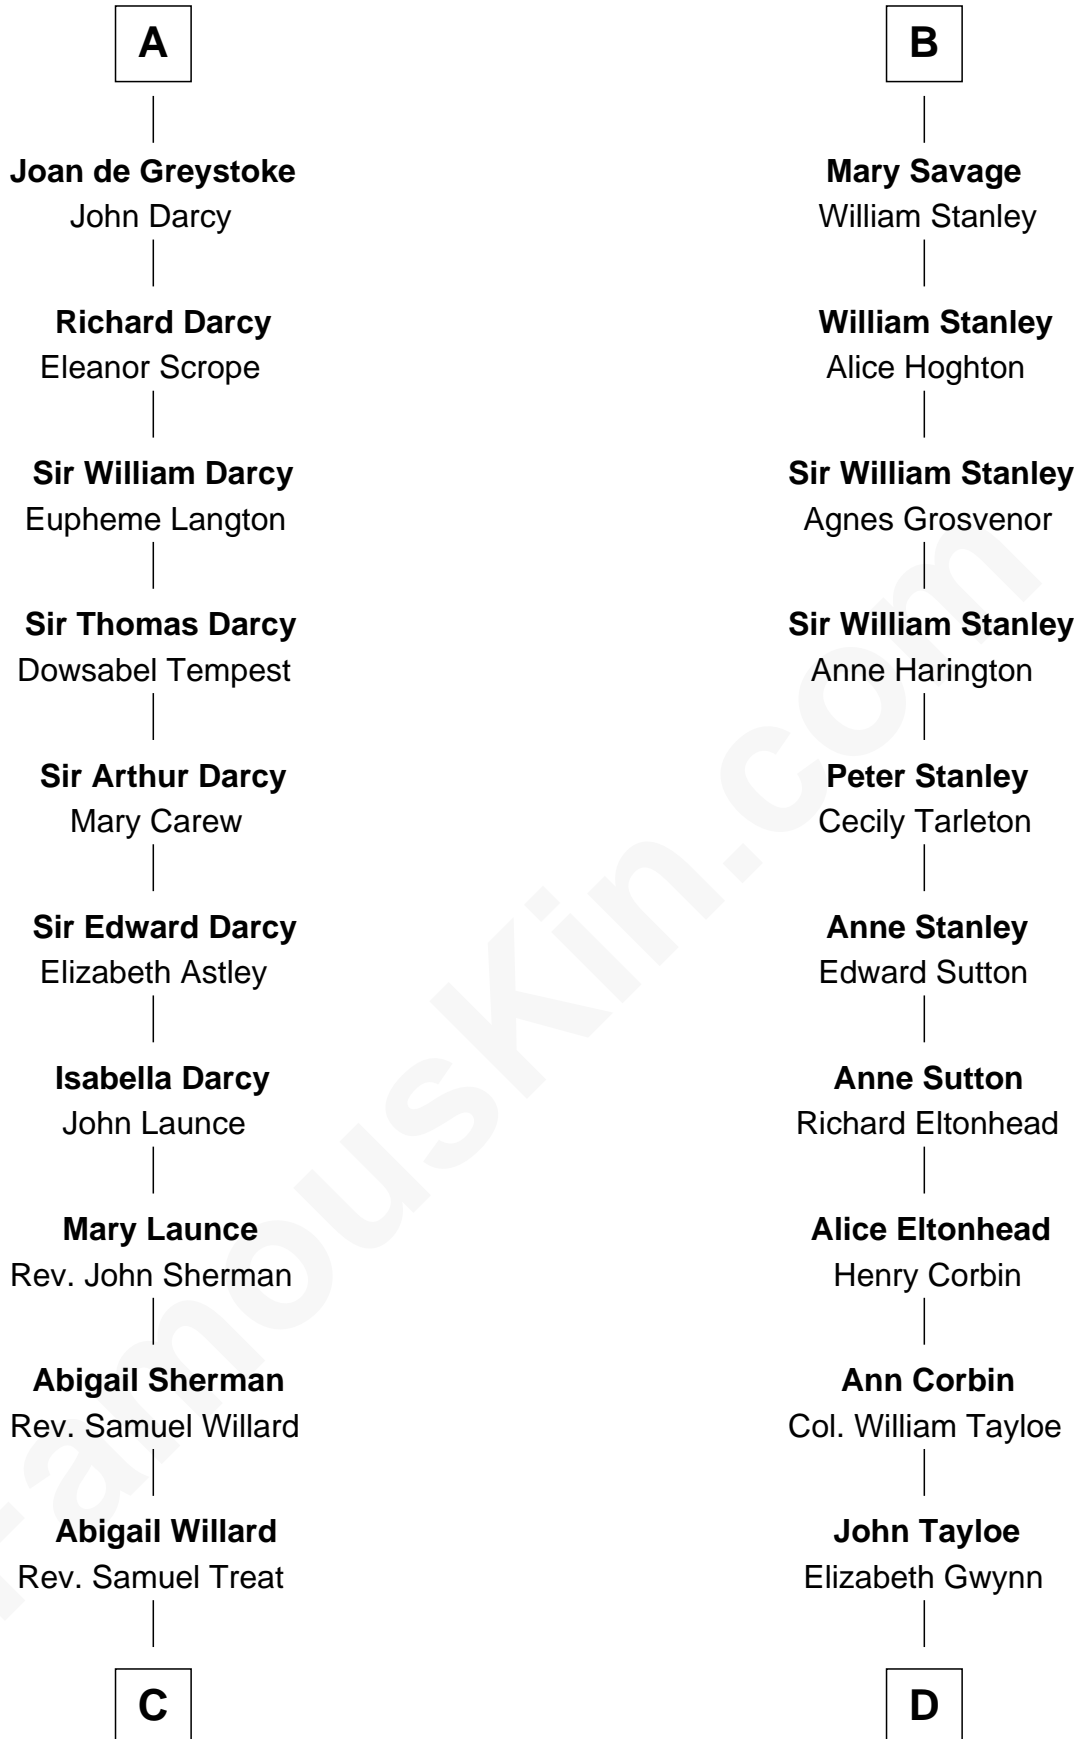 A
Joan de Greystoke
John Darcy
Richard Darcy
Eleanor Scrope
Sir William Darcy
Eupheme Langton
Sir Thomas Darcy
Dowsabel Tempest
Sir Arthur Darcy
Mary Carew
Sir Edward Darcy
Elizabeth Astley
Isabella Darcy
John Launce
Mary Launce
Rev. John Sherman
Abigail Sherman
Rev. Samuel Willard
Abigail Willard
Rev. Samuel Treat
C
B
Mary Savage
William Stanley
William Stanley
Alice Hoghton
Sir William Stanley
Agnes Grosvenor
Sir William Stanley
Anne Harington
Peter Stanley
Cecily Tarleton
Anne Stanley
Edward Sutton
Anne Sutton
Richard Eltonhead
Alice Eltonhead
Henry Corbin
Ann Corbin
Col. William Tayloe
John Tayloe
Elizabeth Gwynn
D
FamousKin.com